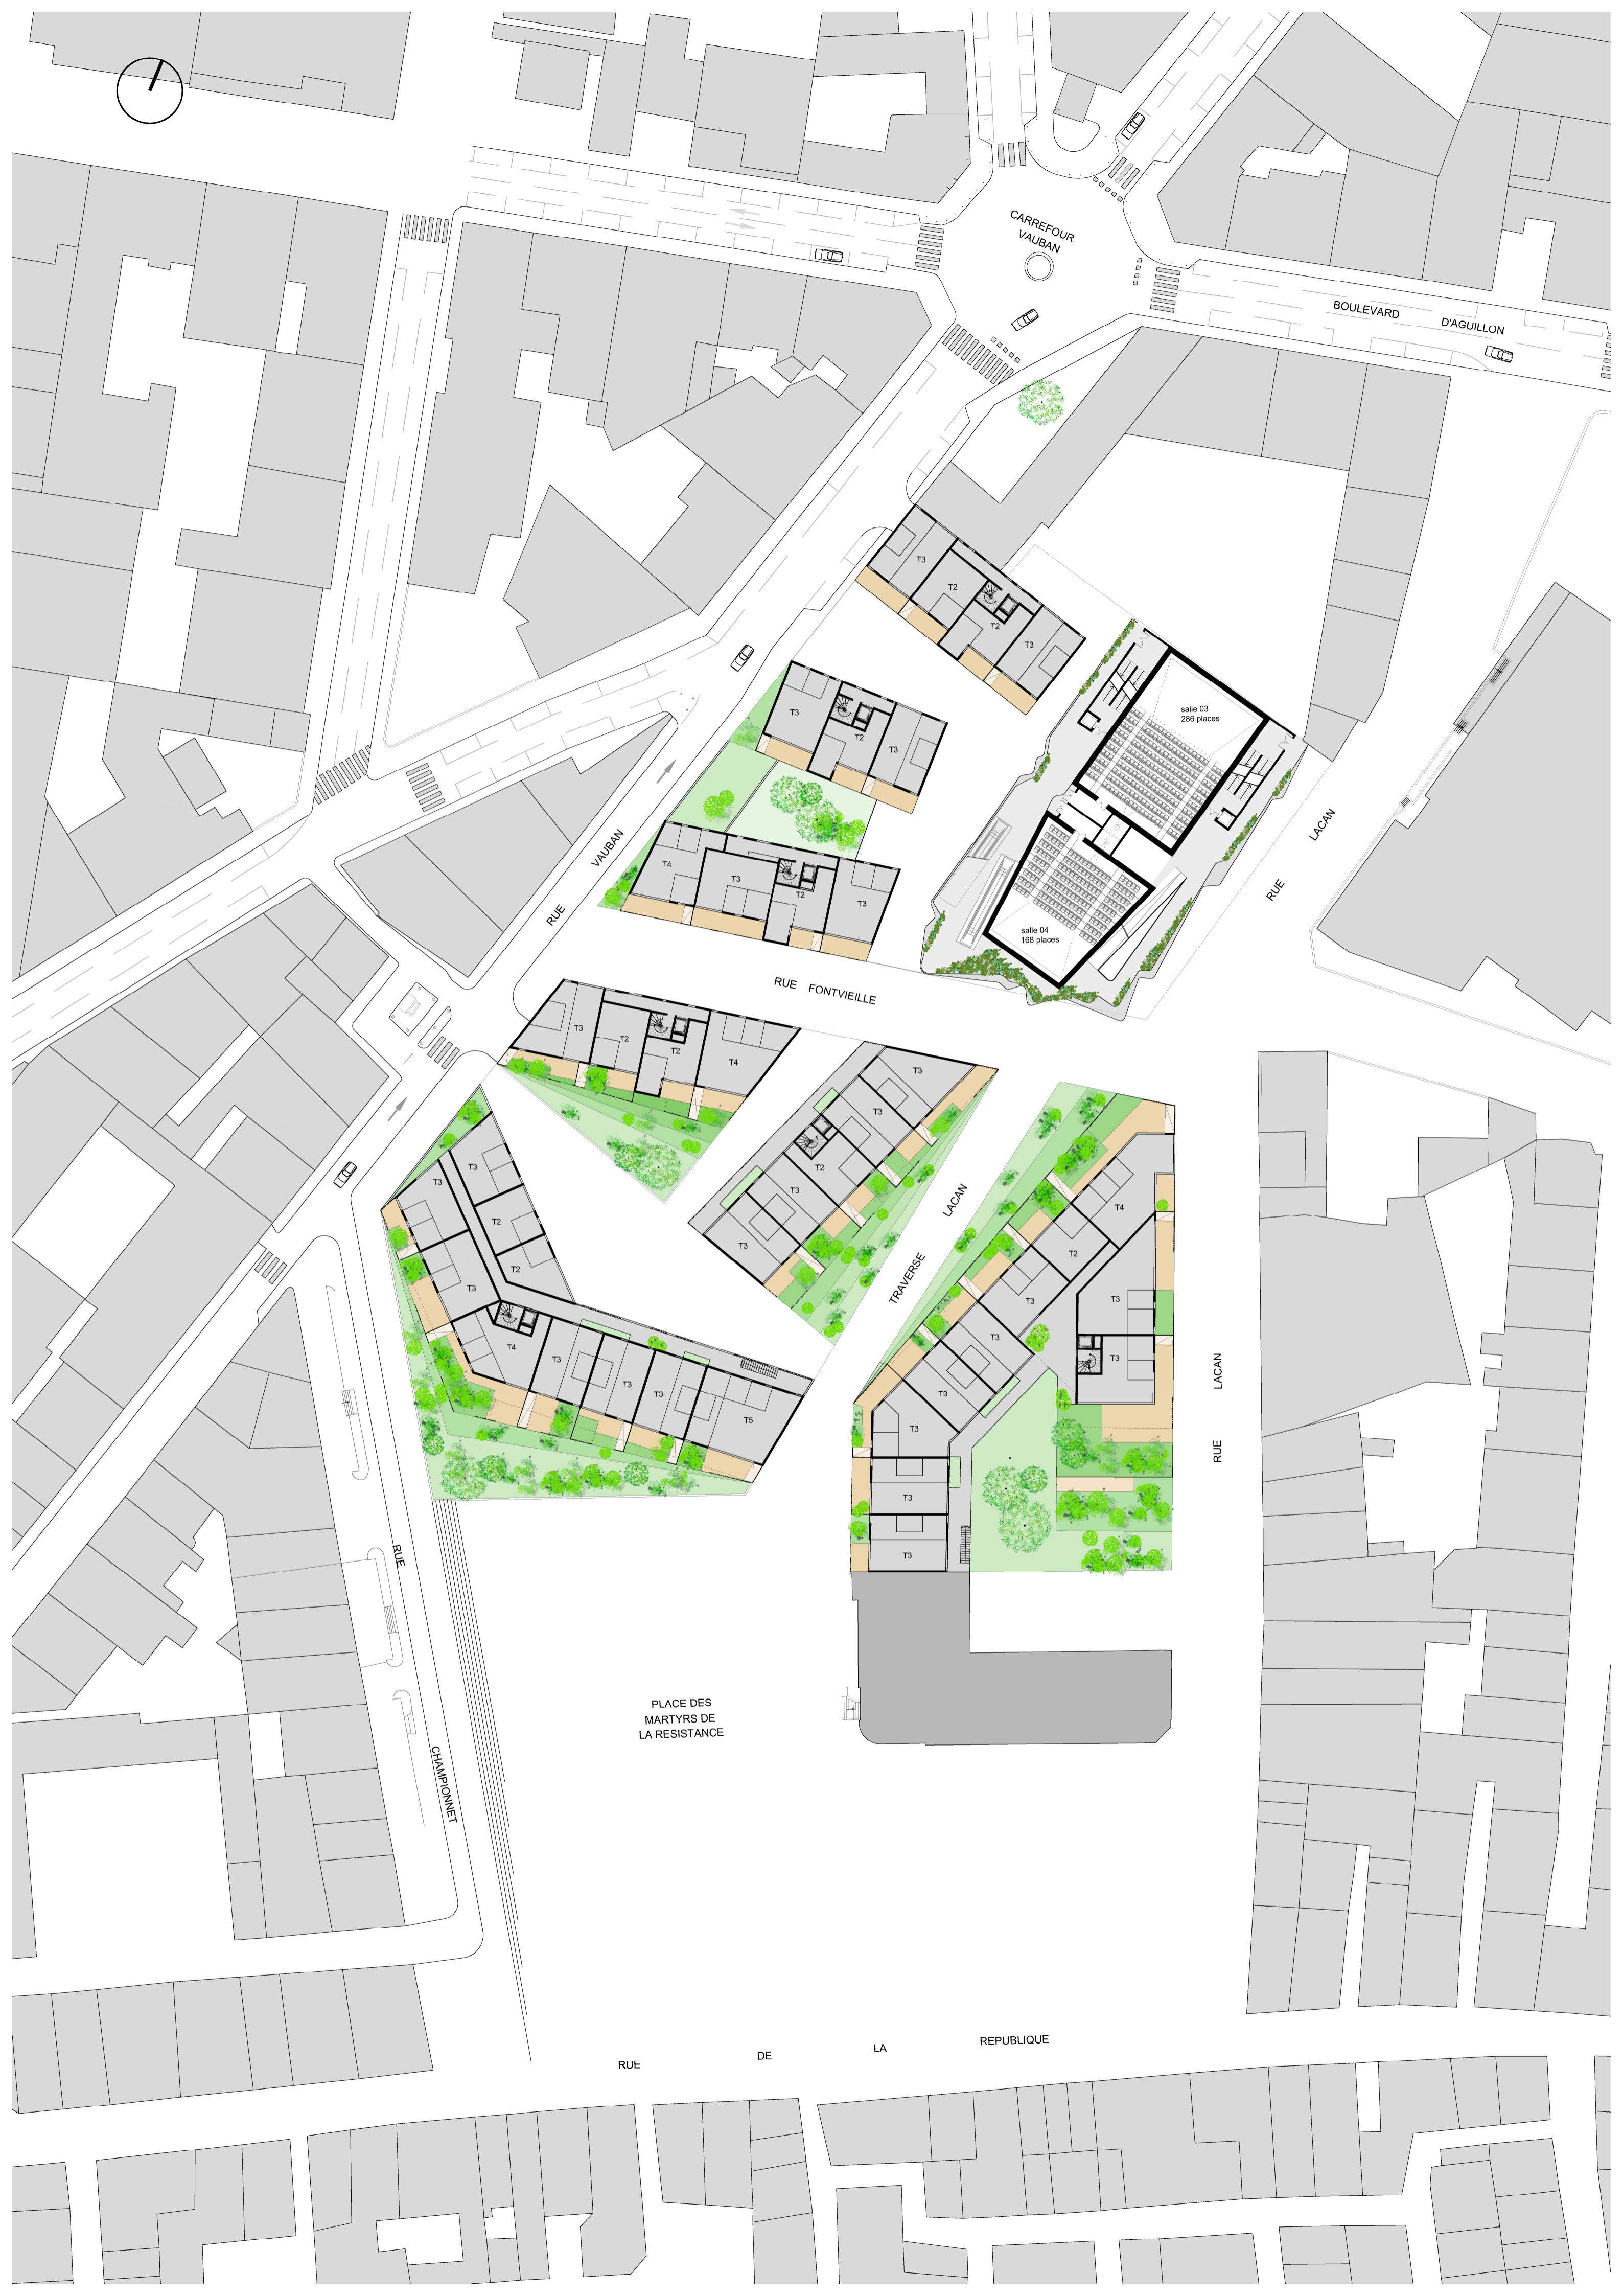 CARREFOUR
VAUBAN
BOULEVARD D'AGUILLON
T3
T2
T2
T3
salle 03
286 places
T3
T2
T3
RUE VAUBAN
T4
T3
T2
T3
RUE LACAN
salle 04
168 places
RUE FONTVIEILLE
T3
T2
T2
T4
T3
T3
T2
T3
T3
TRAVERSE LACAN
T3
T3
T2
T2
T3
T4
T3
T3
T3
T5
T4
T2
T3
T3
T3
T3
T3
T3
T3
T3
RUE LACAN
RUE CHAMPIONNET
PLACE DES
MARTYRS DE
LA RESISTANCE
RUE DE LA REPUBLIQUE